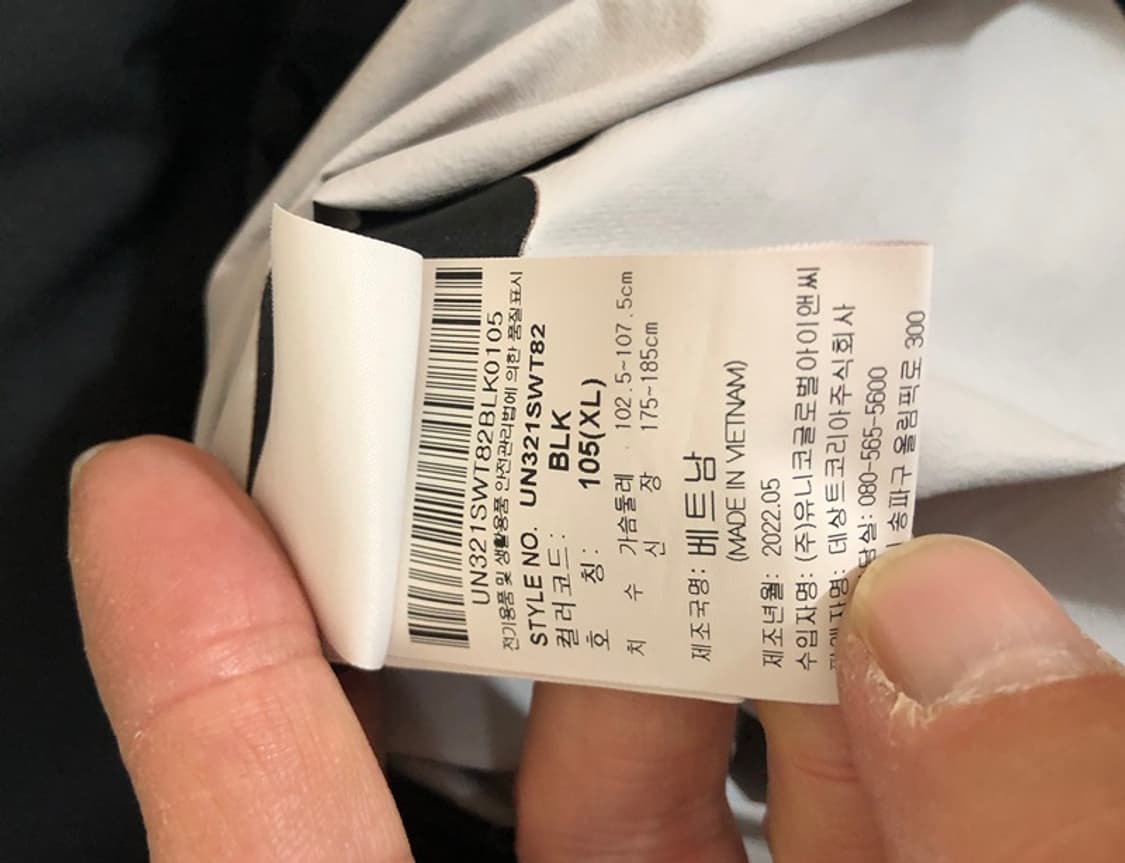 UN321SWT82BLK0105
전기용품 및 생활용품 안전관리법에 의한 품질표시
STYLE NO. UN321SWT82
컬러코드: BLK
호 칭: 105(XL)
치 수 가슴둘레 102.5~107.5cm
신 장 175~185cm
제조국명: 베트남
(MADE IN VIETNAM)
제조년월: 2022.05
수입자명: (주)유니코글로벌아이앤씨
자명: 데상트코리아주식회사
담실: 080-565-5600
송파구 올림픽로 300